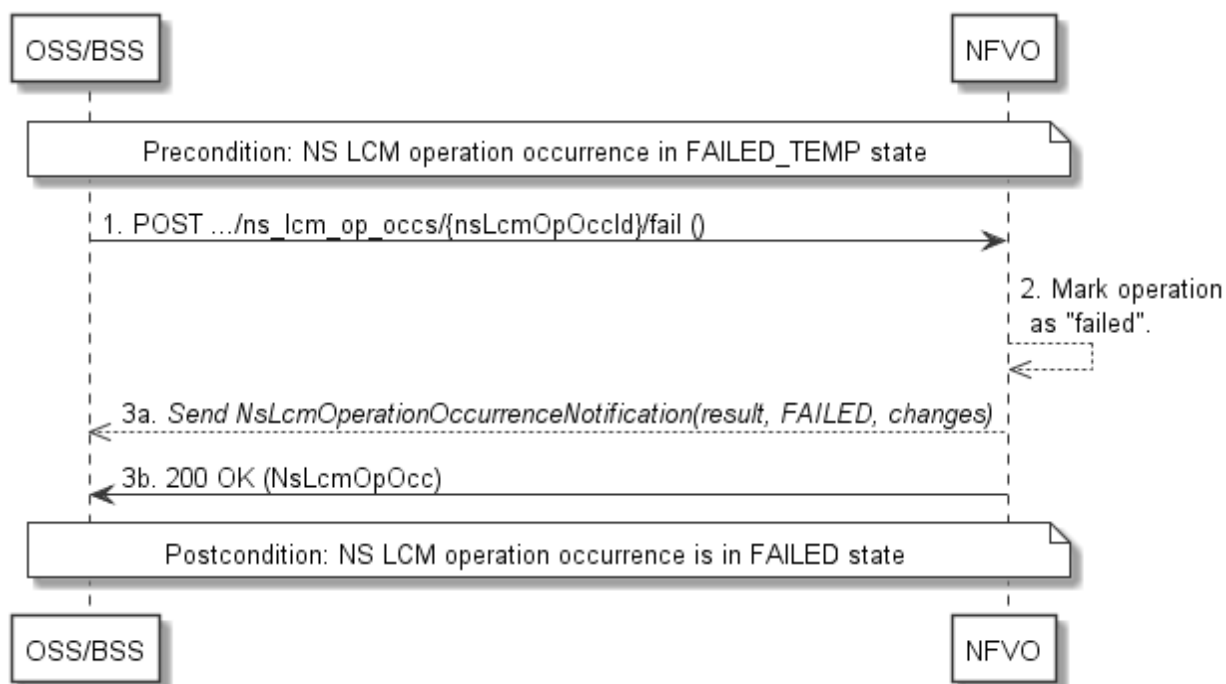 OSS/BSS
NFVO
Precondition: NS LCM operation occurrence in FAILED_TEMP state
1. POST .../ns_lcm_op_occs/{nsLcmOpOccId}/fail ()
2. Mark operation
as "failed".
3a. Send NsLcmOperationOccurrenceNotification(result, FAILED, changes)
3b. 200 OK (NsLcmOpOcc)
Postcondition: NS LCM operation occurrence is in FAILED state
OSS/BSS
NFVO